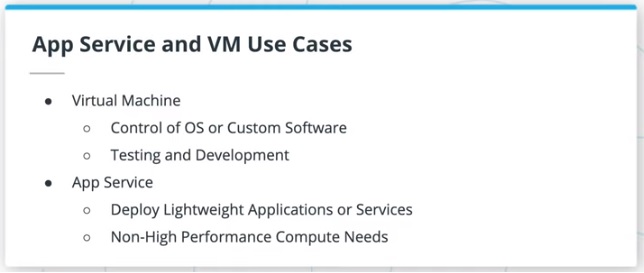 App Service and VM Use Cases
● Virtual Machine
○ Control of OS or Custom Software
○ Testing and Development
● App Service
○ Deploy Lightweight Applications or Services
○ Non-High Performance Compute Needs